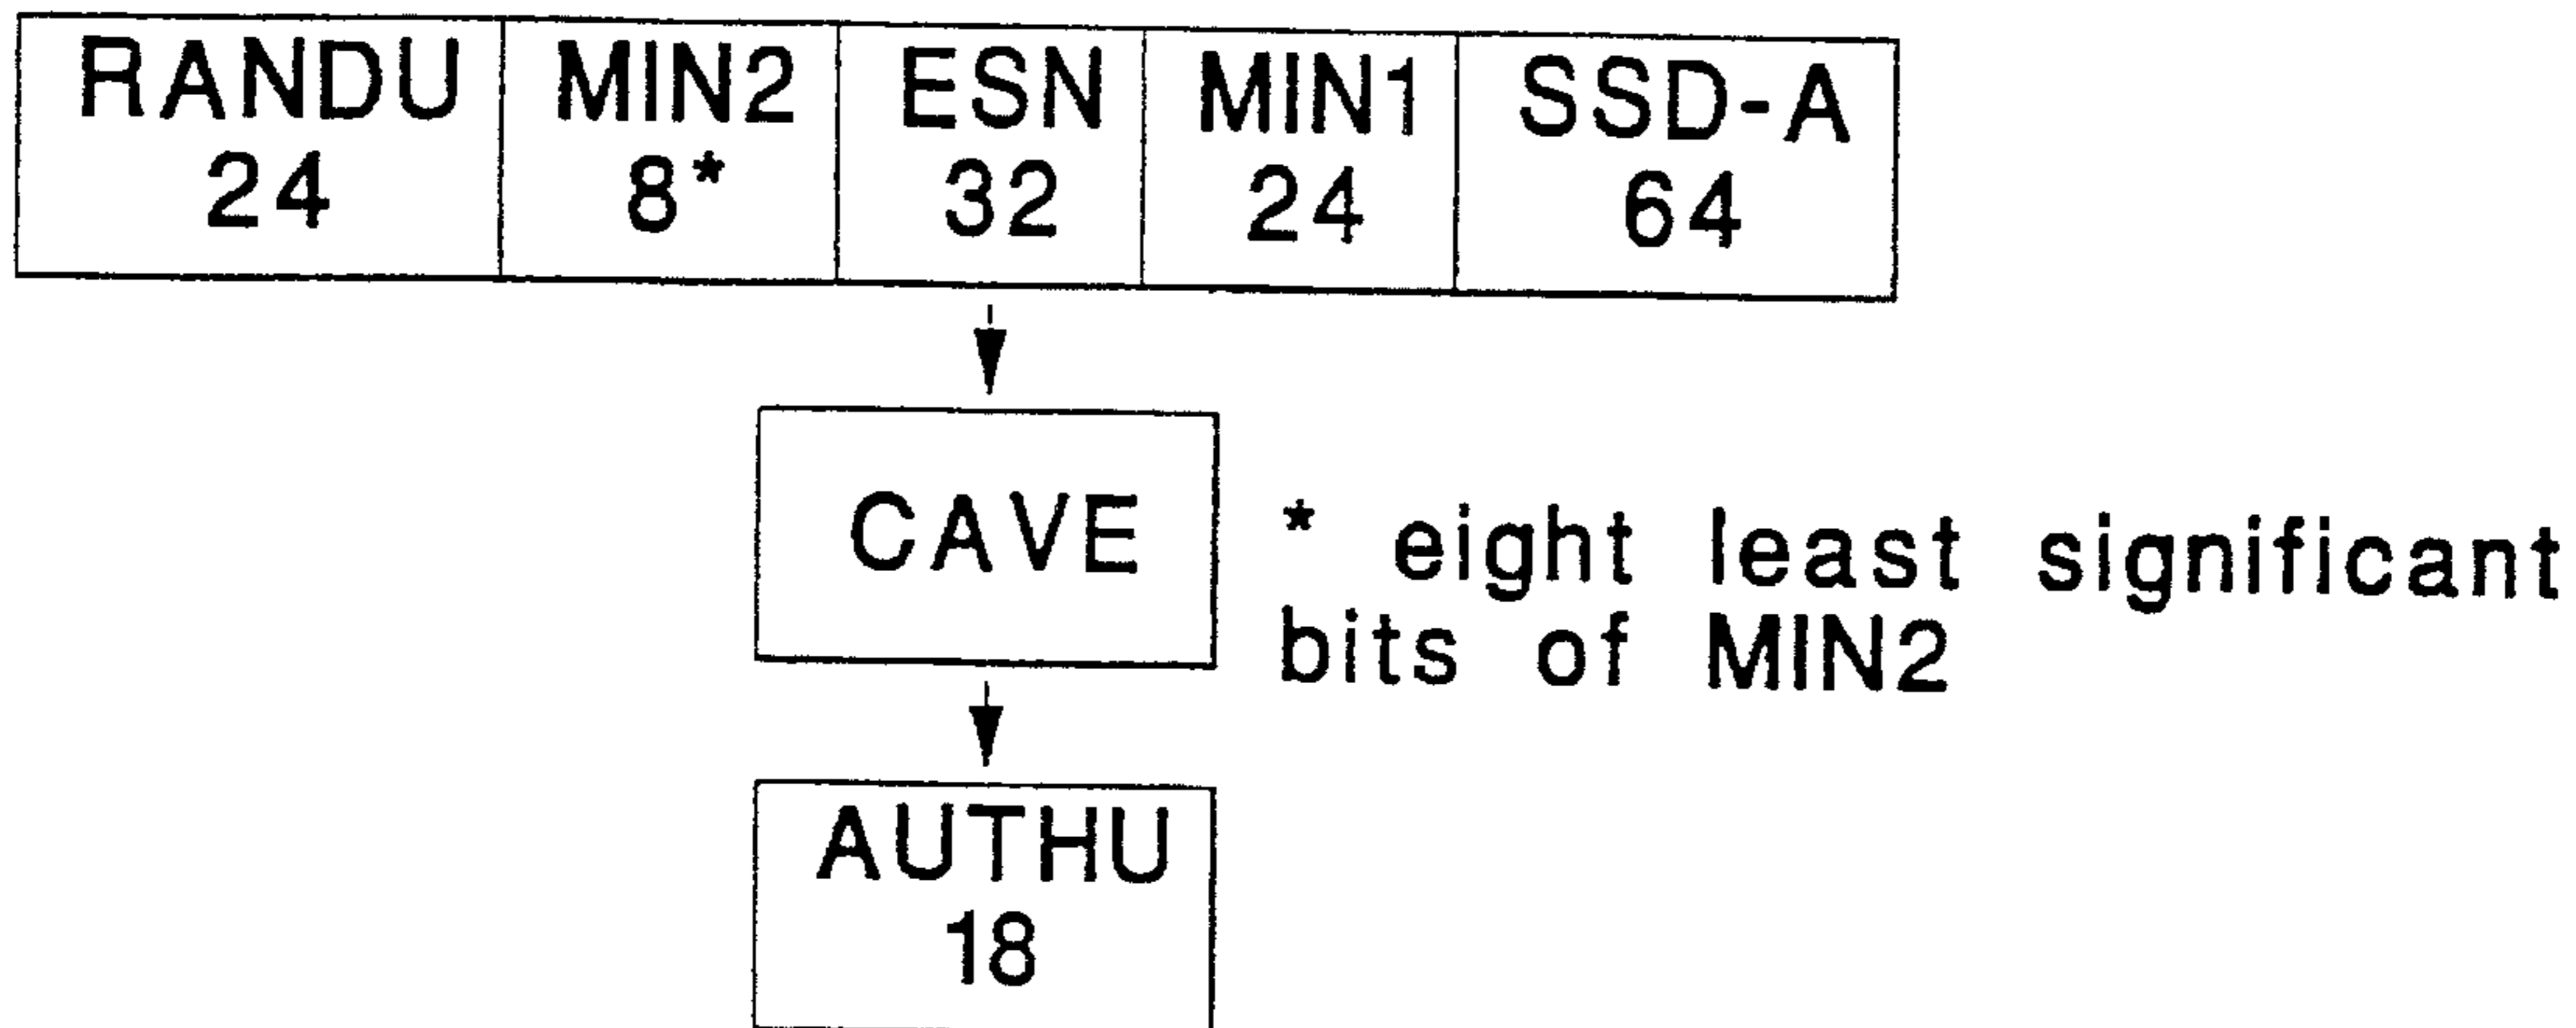 RANDU MIN2 ESN MIN1 SSD-A
24 8* 32 24 64
CAVE
* eight least significant
bits of MIN2
AUTHU
18